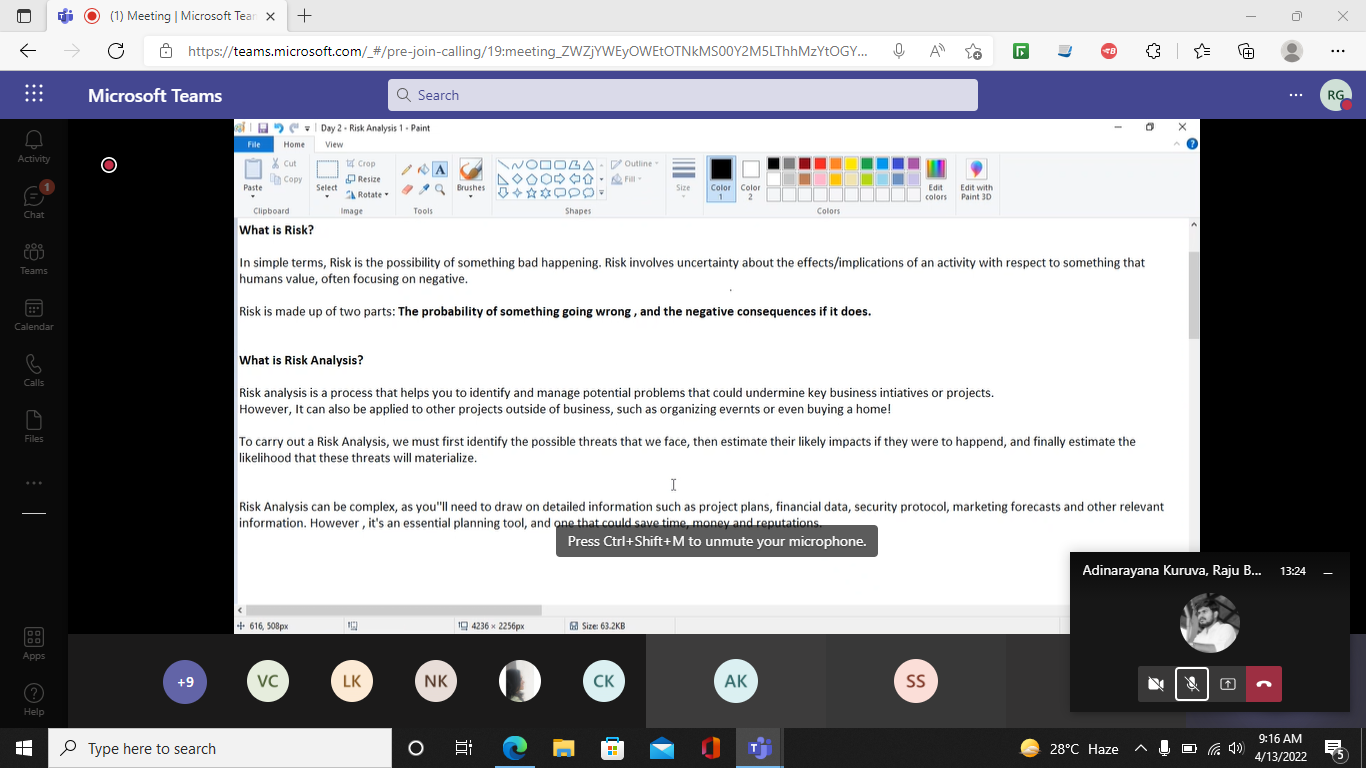 (1) Meeting | Microsoft Tear
https://teams.microsoft.com/_#/pre-join-calling/19:meeting_ZWZjYWEyOWEtOTNkMS00Y2M5LThhMzYtOGY...
Microsoft Teams
Search
RG
Activity
1
Chat
Teams
Calendar
Calls
Files
Apps
Help
Day 2 - Risk Analysis 1 - Paint
File
Home
View
Paste
Cut
Copy
Clipboard
Select
Crop
Resize
Rotate
Image
A
Tools
Brushes
Shapes
Outline
Fill
Size
Color 1
Color 2
Edit colors
Colors
Edit with Paint 3D
What is Risk?
In simple terms, Risk is the possibility of something bad happening. Risk involves uncertainty about the effects/implications of an activity with respect to something that
humans value, often focusing on negative.
Risk is made up of two parts: The probability of something going wrong , and the negative consequences if it does.
What is Risk Analysis?
Risk analysis is a process that helps you to identify and manage potential problems that could undermine key business intiatives or projects.
However, It can also be applied to other projects outside of business, such as organizing evernts or even buying a home!
To carry out a Risk Analysis, we must first identify the possible threats that we face, then estimate their likely impacts if they were to happend, and finally estimate the
likelihood that these threats will materialize.
Risk Analysis can be complex, as you"ll need to draw on detailed information such as project plans, financial data, security protocol, marketing forecasts and other relevant
information. However , it's an essential planning tool, and one that could save time, money and reputations.
Press Ctrl+Shift+M to unmute your microphone.
616, 508px
4236 × 2256px
Size: 63.2KB
Adinarayana Kuruva, Raju B...
13:24
+9
VC
LK
NK
CK
AK
SS
Type here to search
28°C Haze
9:16 AM
4/13/2022
5